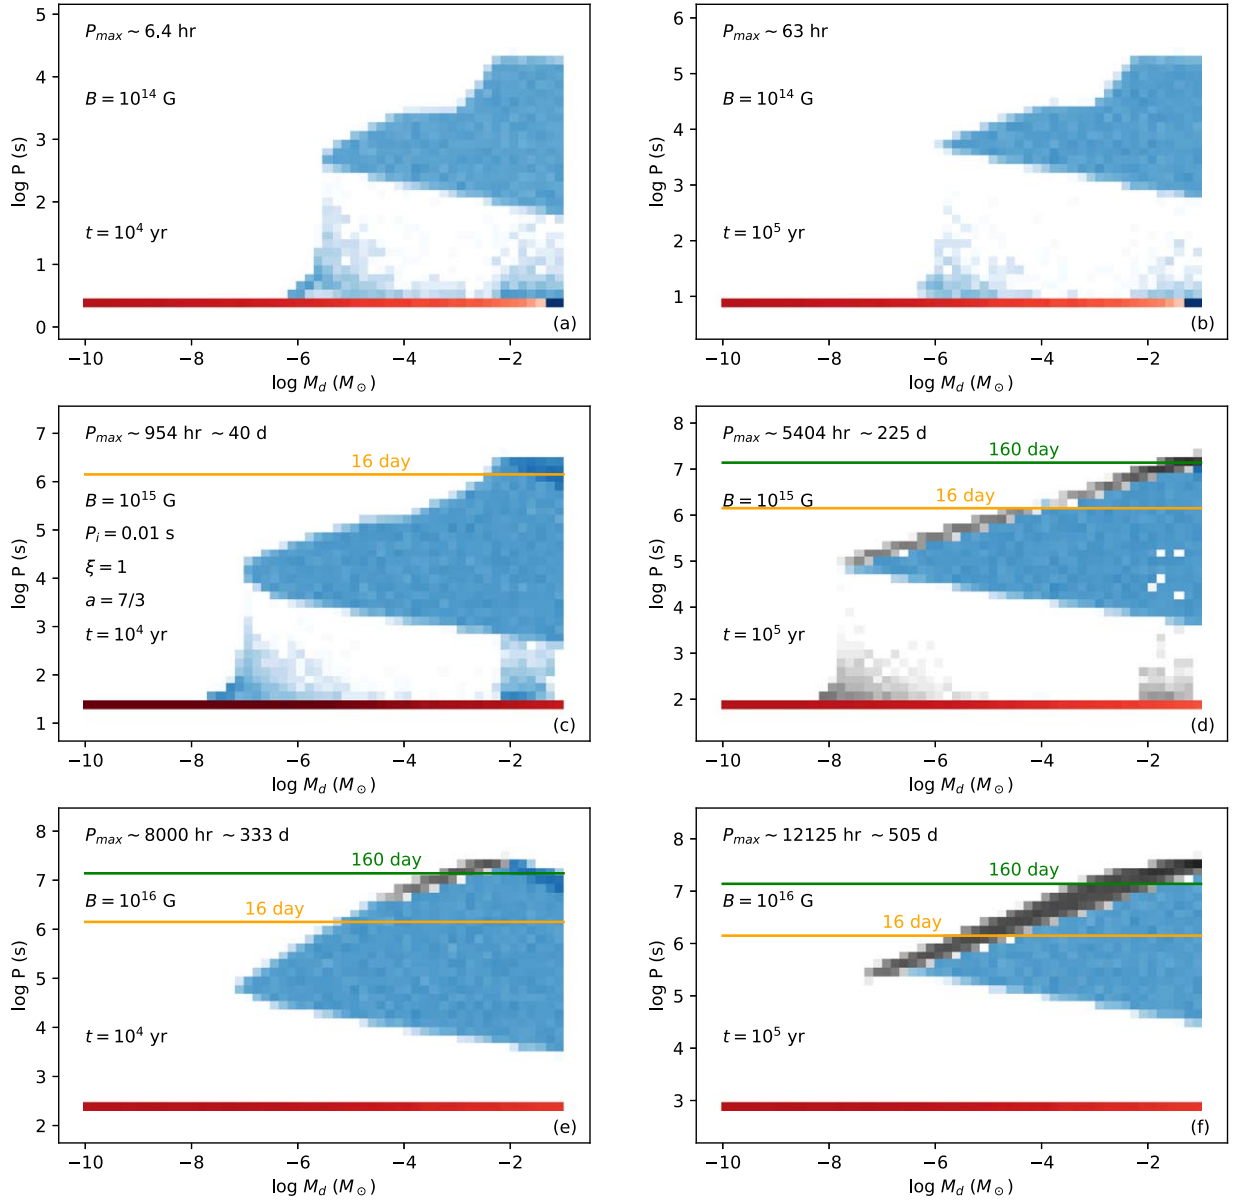 P_max ~ 6.4 hr
B = 10^14 G
t = 10^4 yr
(a)
log P (s)
5
4
3
2
1
0
−10 −8 −6 −4 −2
log M_d (M_⊙)
P_max ~ 63 hr
B = 10^14 G
t = 10^5 yr
(b)
log P (s)
6
5
4
3
2
1
−10 −8 −6 −4 −2
log M_d (M_⊙)
P_max ~ 954 hr ~ 40 d
16 day
B = 10^15 G
P_i = 0.01 s
ξ = 1
a = 7/3
t = 10^4 yr
(c)
log P (s)
7
6
5
4
3
2
1
−10 −8 −6 −4 −2
log M_d (M_⊙)
P_max ~ 5404 hr ~ 225 d
160 day
16 day
B = 10^15 G
t = 10^5 yr
(d)
log P (s)
8
7
6
5
4
3
2
−10 −8 −6 −4 −2
log M_d (M_⊙)
P_max ~ 8000 hr ~ 333 d
160 day
B = 10^16 G
16 day
t = 10^4 yr
(e)
log P (s)
8
7
6
5
4
3
2
−10 −8 −6 −4 −2
log M_d (M_⊙)
P_max ~ 12125 hr ~ 505 d
160 day
B = 10^16 G
16 day
t = 10^5 yr
(f)
log P (s)
8
7
6
5
4
3
−10 −8 −6 −4 −2
log M_d (M_⊙)